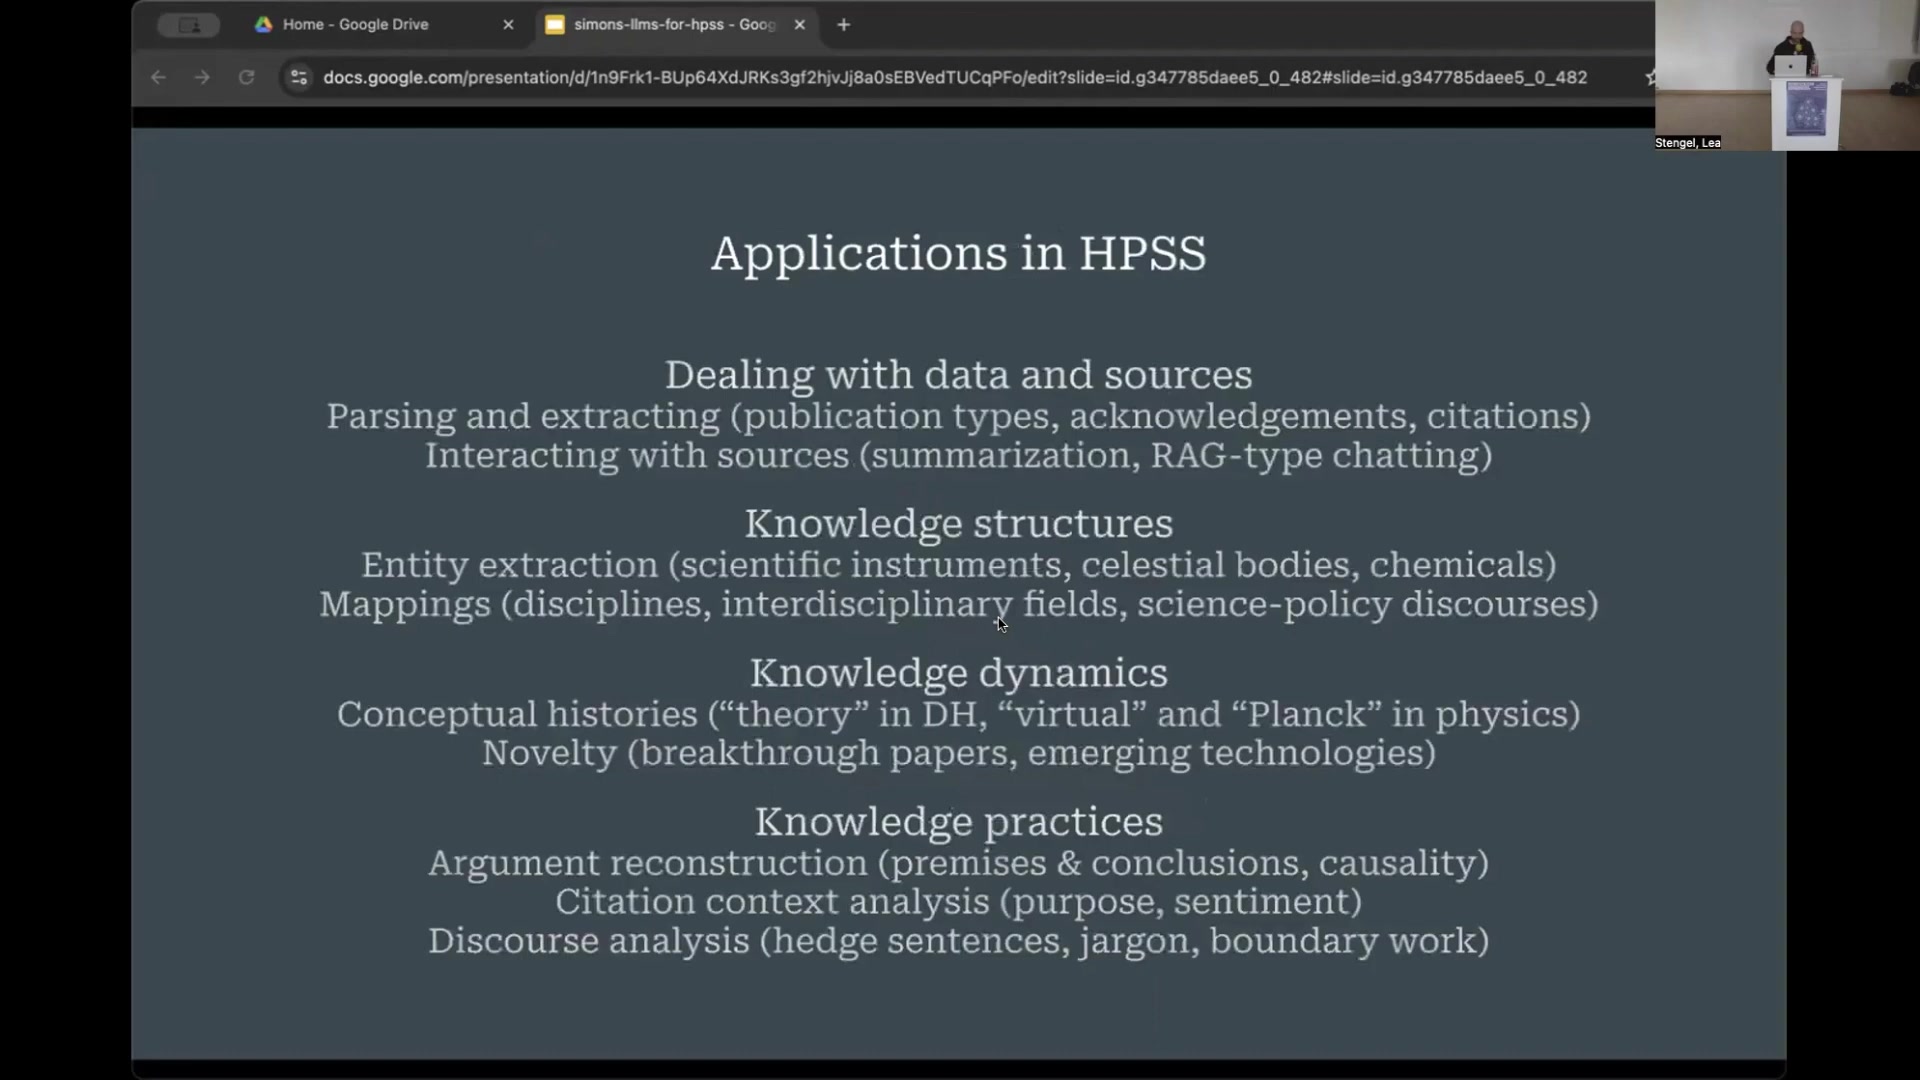 Home - Google Drive
simons-llms-for-hpss - Goog
docs.google.com/presentation/d/1n9Frk1-BUp64XdJRKs3gf2hjvJj8a0sEBVedTUCqPFo/edit?slide=id.g347785daee5_0_482#slide=id.g347785daee5_0_482
Stengel, Lea
Applications in HPSS
Dealing with data and sources
Parsing and extracting (publication types, acknowledgements, citations)
Interacting with sources (summarization, RAG-type chatting)
Knowledge structures
Entity extraction (scientific instruments, celestial bodies, chemicals)
Mappings (disciplines, interdisciplinary fields, science-policy discourses)
Knowledge dynamics
Conceptual histories (“theory” in DH, “virtual” and “Planck” in physics)
Novelty (breakthrough papers, emerging technologies)
Knowledge practices
Argument reconstruction (premises & conclusions, causality)
Citation context analysis (purpose, sentiment)
Discourse analysis (hedge sentences, jargon, boundary work)